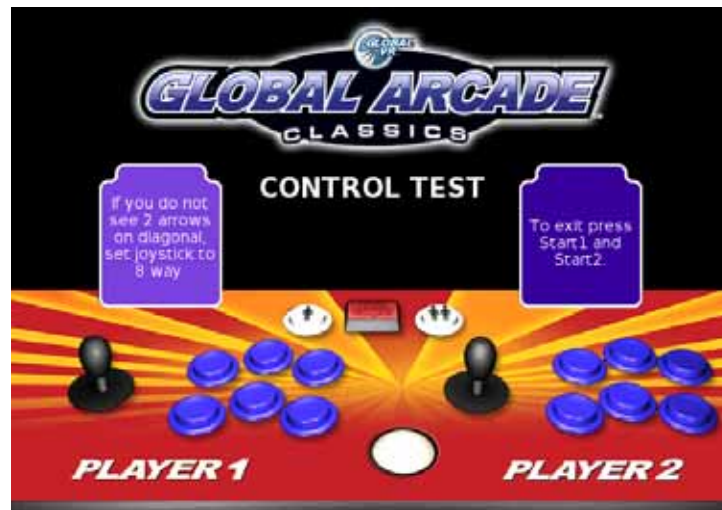 GLOBAL
VR
GLOBAL ARCADE
CLASSICS
CONTROL TEST
If you do not
see 2 arrows
on diagonal,
set joystick to
8 way
To exit press
Start1 and
Start2.
PLAYER 1
PLAYER 2